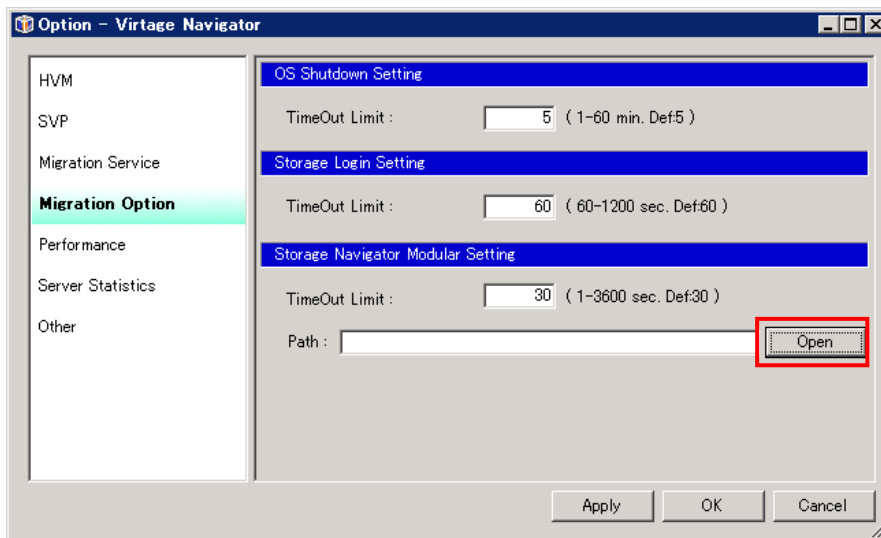 Option - Virtage Navigator
HVM
SVP
Migration Service
Migration Option
Performance
Server Statistics
Other
OS Shutdown Setting
TimeOut Limit : 5 ( 1-60 min. Def:5 )
Storage Login Setting
TimeOut Limit : 60 ( 60-1200 sec. Def:60 )
Storage Navigator Modular Setting
TimeOut Limit : 30 ( 1-3600 sec. Def:30 )
Path : Open
Apply OK Cancel